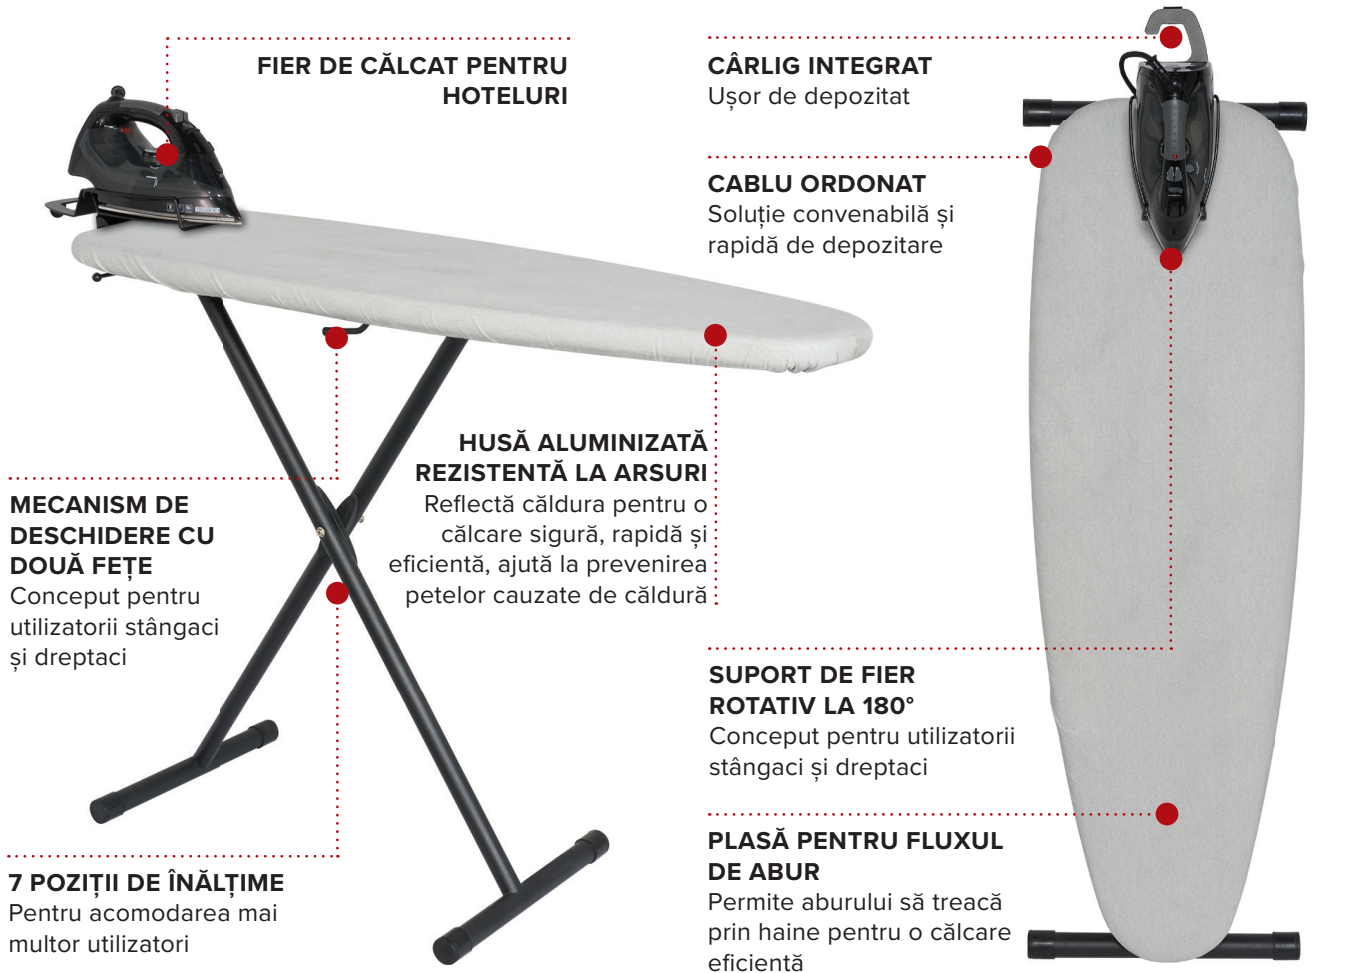 FIER DE CĂLCAT PENTRU
HOTELURI
CÂRLIG INTEGRAT
Ușor de depozitat
CABLU ORDONAT
Soluție convenabilă și
rapidă de depozitare
HUSĂ ALUMINIZATĂ
REZISTENTĂ LA ARSURI
Reflectă căldura pentru o
călcare sigură, rapidă și
eficientă, ajută la prevenirea
petelor cauzate de căldură
MECANISM DE
DESCHIDERE CU
DOUĂ FEȚE
Conceput pentru
utilizatorii stângaci
și dreptaci
SUPORT DE FIER
ROTATIV LA 180°
Conceput pentru utilizatorii
stângaci și dreptaci
7 POZIȚII DE ÎNĂLȚIME
Pentru acomodarea mai
multor utilizatori
PLASĂ PENTRU FLUXUL
DE ABUR
Permite aburului să treacă
prin haine pentru o călcare
eficientă